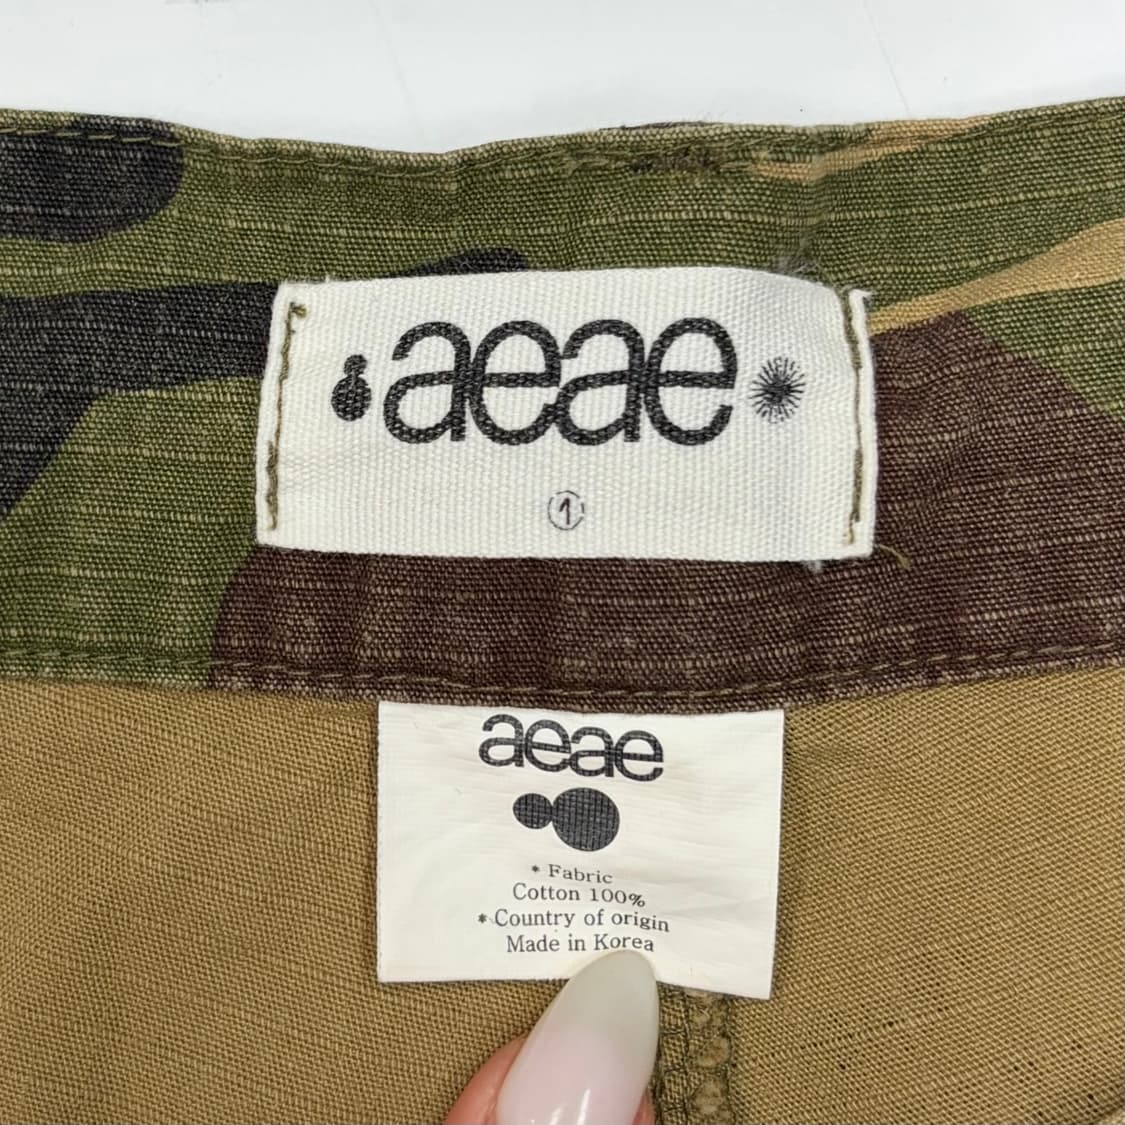 aeae
1
aeae
* Fabric
Cotton 100%
* Country of origin
Made in Korea